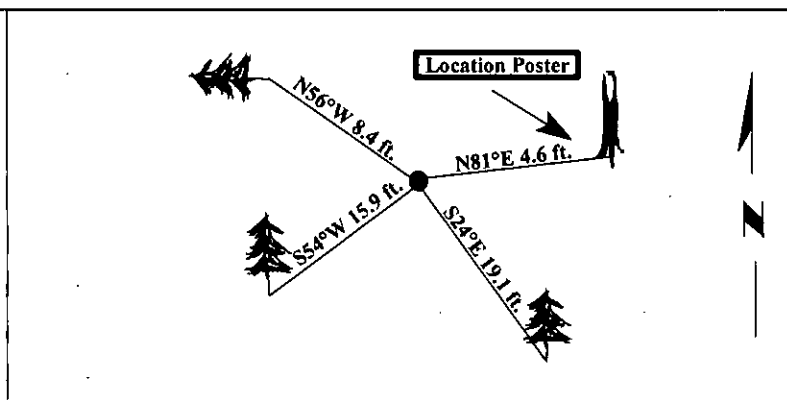 Location Poster
N56°W 8.4 ft.
N81°E 4.6 ft.
S54°W 15.9 ft.
S24°E 19.1 ft.
N